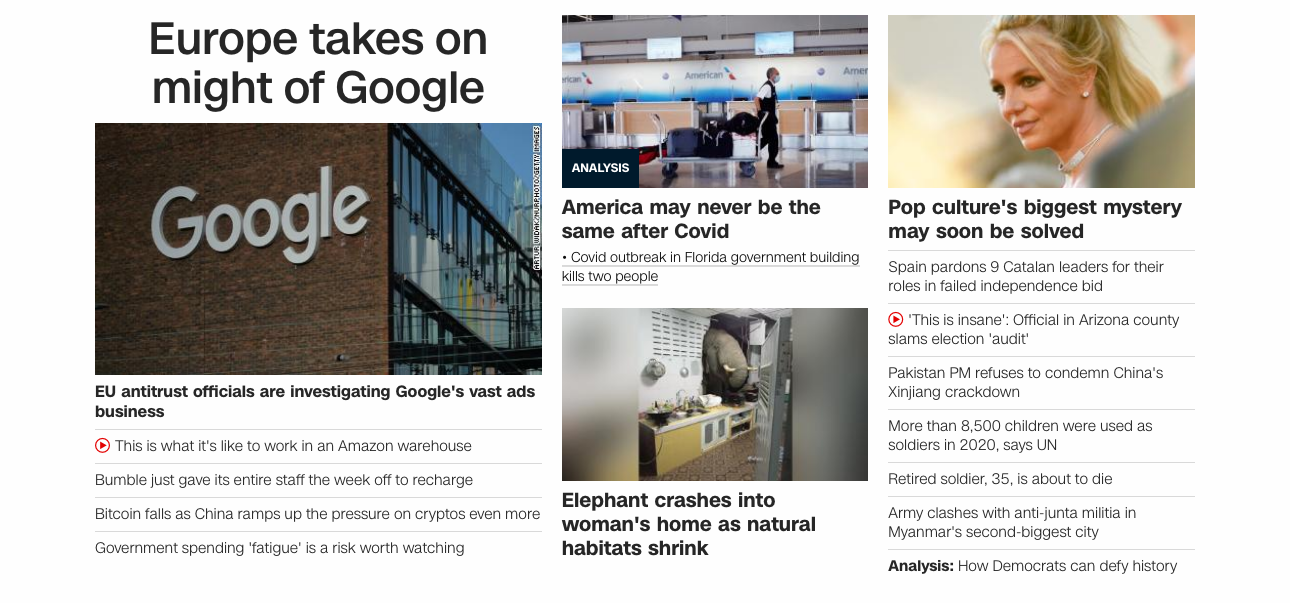 Europe takes on
might of Google
Google
ARTUR WIDAK/NURPHOTO/GETTY IMAGES
EU antitrust officials are investigating Google's vast ads
business
This is what it's like to work in an Amazon warehouse
Bumble just gave its entire staff the week off to recharge
Bitcoin falls as China ramps up the pressure on cryptos even more
Government spending 'fatigue' is a risk worth watching
erican
American
Amer
ANALYSIS
America may never be the
same after Covid
• Covid outbreak in Florida government building
kills two people
Elephant crashes into
woman's home as natural
habitats shrink
Pop culture's biggest mystery
may soon be solved
Spain pardons 9 Catalan leaders for their
roles in failed independence bid
'This is insane': Official in Arizona county
slams election 'audit'
Pakistan PM refuses to condemn China's
Xinjiang crackdown
More than 8,500 children were used as
soldiers in 2020, says UN
Retired soldier, 35, is about to die
Army clashes with anti-junta militia in
Myanmar's second-biggest city
Analysis: How Democrats can defy history